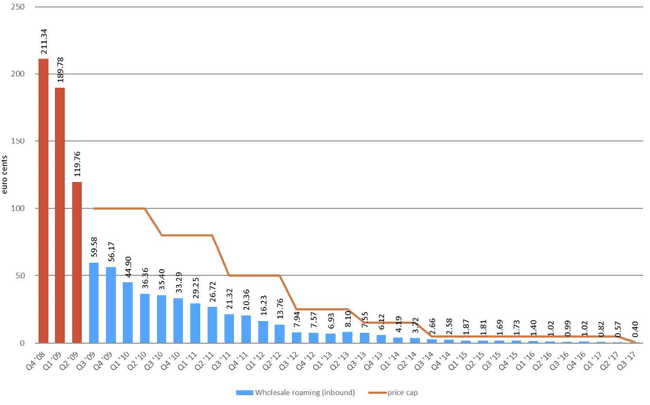 250
200
150
100
50
0
euro cents
211.34
189.78
119.76
59.58
56.17
44.90
36.36
35.40
33.29
29.25
26.72
21.32
20.36
16.23
13.76
7.94
7.57
6.93
8.10
7.55
6.12
4.19
3.72
2.66
2.58
1.87
1.81
1.69
1.73
1.40
1.02
0.99
1.02
0.82
0.57
0.40
Q4 '08
Q1 '09
Q2 '09
Q3 '09
Q4 '09
Q1 '10
Q2 '10
Q3 '10
Q4 '10
Q1 '11
Q2 '11
Q3 '11
Q4 '11
Q1 '12
Q2 '12
Q3 '12
Q4 '12
Q1 '13
Q2 '13
Q3 '13
Q4 '13
Q1 '14
Q2 '14
Q3 '14
Q4 '14
Q1 '15
Q2 '15
Q3 '15
Q4 '15
Q1 '16
Q2 '16
Q3 '16
Q4 '16
Q1 '17
Q2 '17
Q3 '17
Wholesale roaming (inbound)
price cap